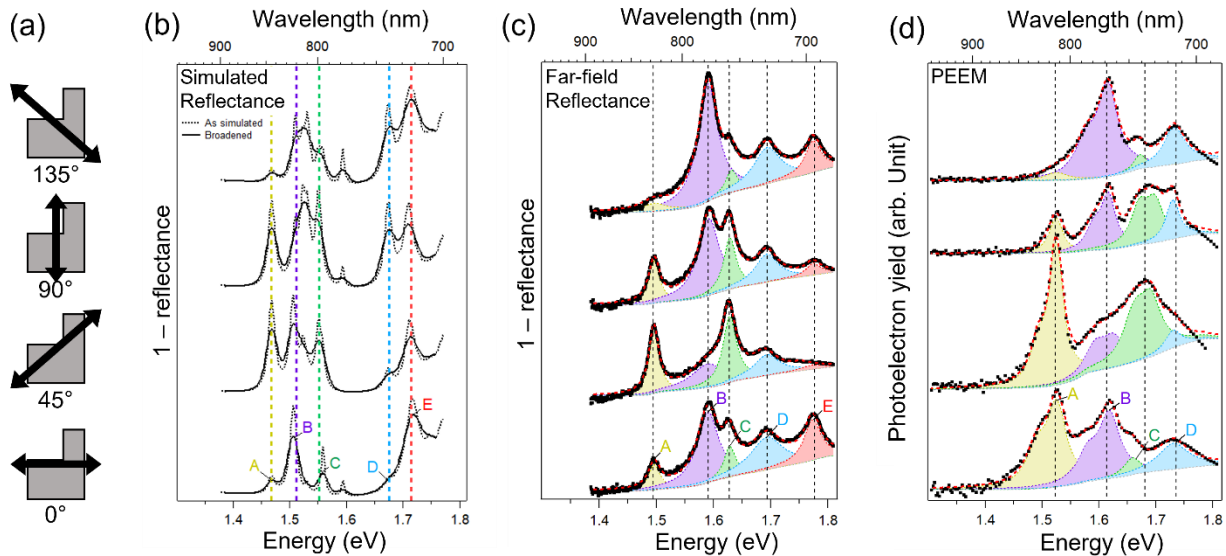 (a)
135°
90°
45°
0°
(b)
Wavelength (nm)
900 800 700
Simulated
Reflectance
As simulated
Broadened
1 – reflectance
A B C D E
1.4 1.5 1.6 1.7 1.8
Energy (eV)
(c)
Wavelength (nm)
900 800 700
Far-field
Reflectance
1 – reflectance
A B C D E
1.4 1.5 1.6 1.7 1.8
Energy (eV)
(d)
Wavelength (nm)
900 800 700
PEEM
Photoelectron yield (arb. Unit)
A B C D
1.4 1.5 1.6 1.7 1.8
Energy (eV)